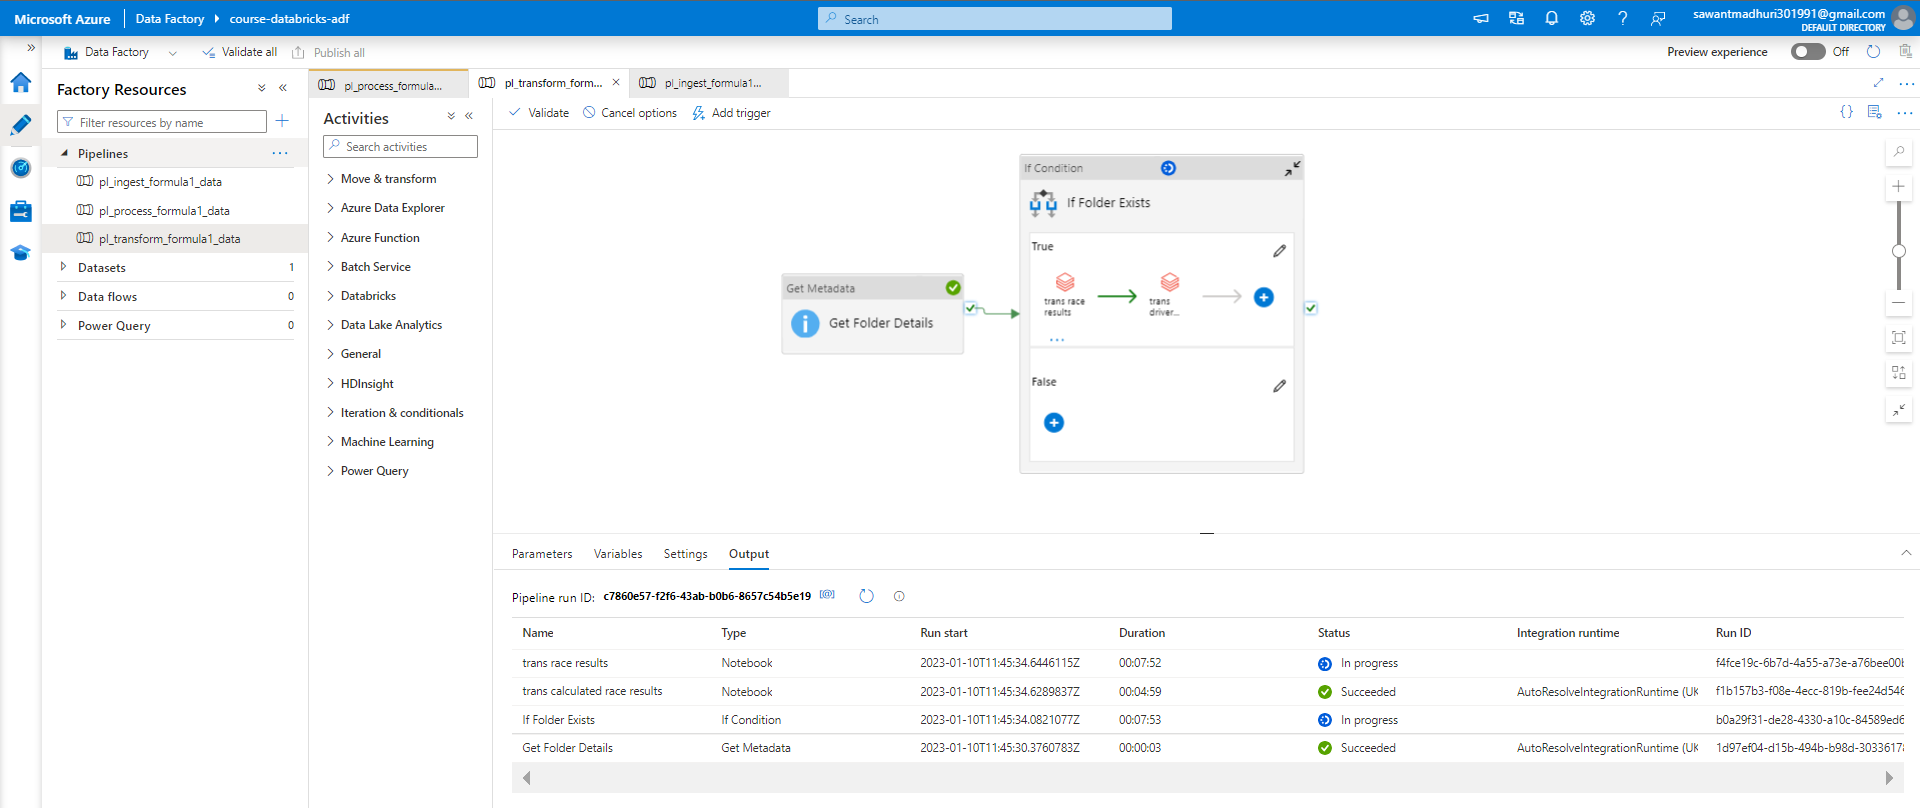 Microsoft Azure Data Factory course-databricks-adf Search sawantmadhuri301991@gmail.com
DEFAULT DIRECTORY
Data Factory Validate all Publish all Preview experience Off
Factory Resources
Filter resources by name
Pipelines
pl_ingest_formula1_data
pl_process_formula1_data
pl_transform_formula1_data
Datasets 1
Data flows 0
Power Query 0
pl_process_formula... pl_transform_form... pl_ingest_formula1...
Activities
Search activities
Move & transform
Azure Data Explorer
Azure Function
Batch Service
Databricks
Data Lake Analytics
General
HDInsight
Iteration & conditionals
Machine Learning
Power Query
Validate Cancel options Add trigger
Get Metadata
Get Folder Details
If Condition
If Folder Exists
True
trans race
results
trans
driver...
...
False
Parameters Variables Settings Output
Pipeline run ID: c7860e57-f2f6-43ab-b0b6-8657c54b5e19
Name Type Run start Duration Status Integration runtime Run ID
trans race results Notebook 2023-01-10T11:45:34.6446115Z 00:07:52 In progress f4fce19c-6b7d-4a55-a73e-a76bee00
trans calculated race results Notebook 2023-01-10T11:45:34.6289837Z 00:04:59 Succeeded AutoResolveIntegrationRuntime (UK f1b157b3-f08e-4ecc-819b-fee24d546
If Folder Exists If Condition 2023-01-10T11:45:34.0821077Z 00:07:53 In progress b0a29f31-de28-4330-a10c-84589ed6
Get Folder Details Get Metadata 2023-01-10T11:45:30.3760783Z 00:00:03 Succeeded AutoResolveIntegrationRuntime (UK 1d97ef04-d15b-494b-b98d-3033617